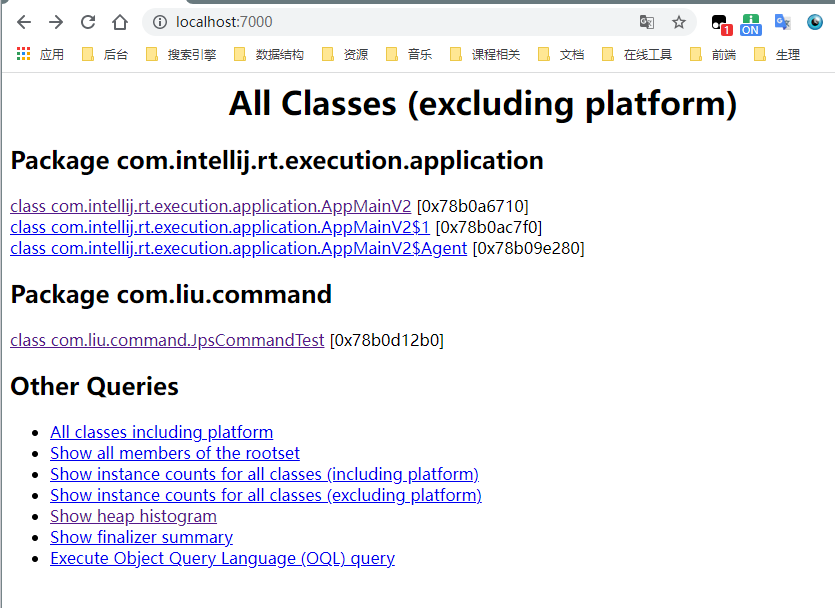 localhost:7000
1
ON
应用 后台 搜索引擎 数据结构 资源 音乐 课程相关 文档 在线工具 前端 生理
All Classes (excluding platform)
Package com.intellij.rt.execution.application
class com.intellij.rt.execution.application.AppMainV2 [0x78b0a6710]
class com.intellij.rt.execution.application.AppMainV2$1 [0x78b0ac7f0]
class com.intellij.rt.execution.application.AppMainV2$Agent [0x78b09e280]
Package com.liu.command
class com.liu.command.JpsCommandTest [0x78b0d12b0]
Other Queries
All classes including platform
Show all members of the rootset
Show instance counts for all classes (including platform)
Show instance counts for all classes (excluding platform)
Show heap histogram
Show finalizer summary
Execute Object Query Language (OQL) query